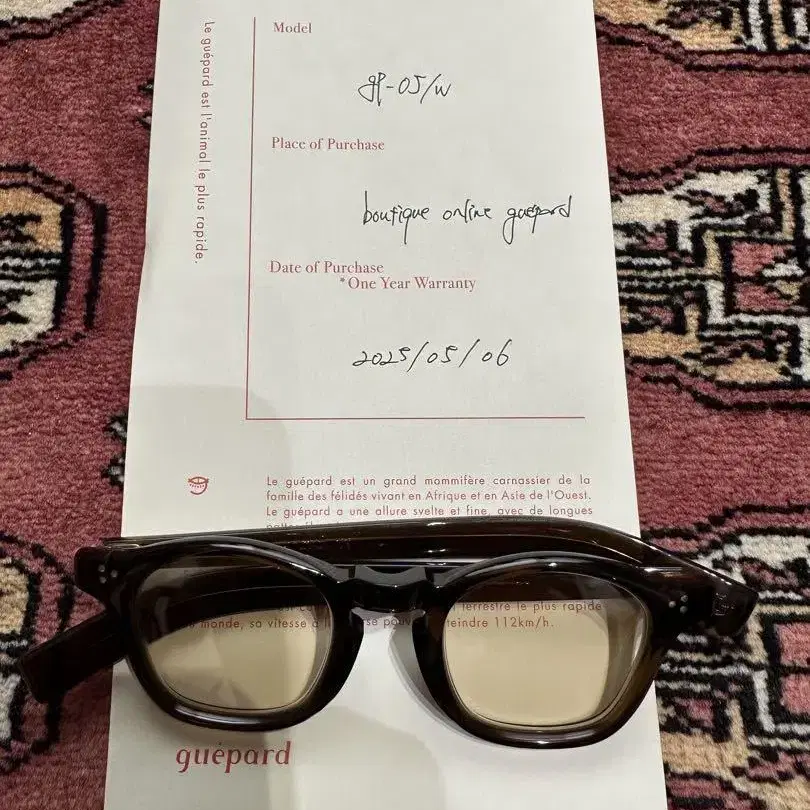 Le guépard est l'animal le plus rapide.
Model
gp-05/w
Place of Purchase
boutique online guépard
Date of Purchase
*One Year Warranty
2025/05/06
Le guépard est un grand mammifère carnassier de la
famille des félidés vivant en Afrique et en Asie de l'Ouest.
Le guépard a une allure svelte et fine, avec de longues
terrestre le plus rapide
monde, sa vitesse teindre 112km/h.
guépard